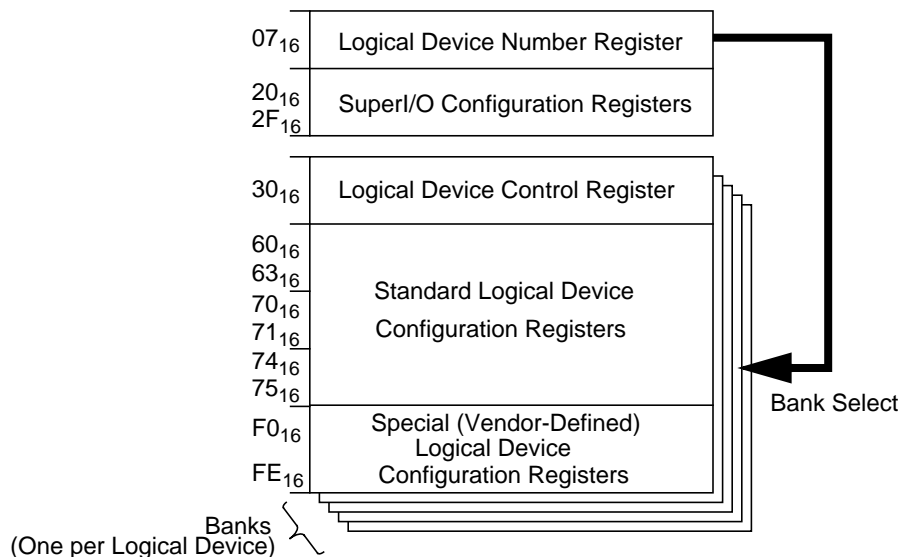 07₁₆ Logical Device Number Register
20₁₆
2F₁₆
SuperI/O Configuration Registers
30₁₆ Logical Device Control Register
60₁₆
63₁₆
70₁₆
71₁₆
74₁₆
75₁₆
Standard Logical Device
Configuration Registers
Bank Select
F0₁₆
FE₁₆
Special (Vendor-Defined)
Logical Device
Configuration Registers
Banks
(One per Logical Device)